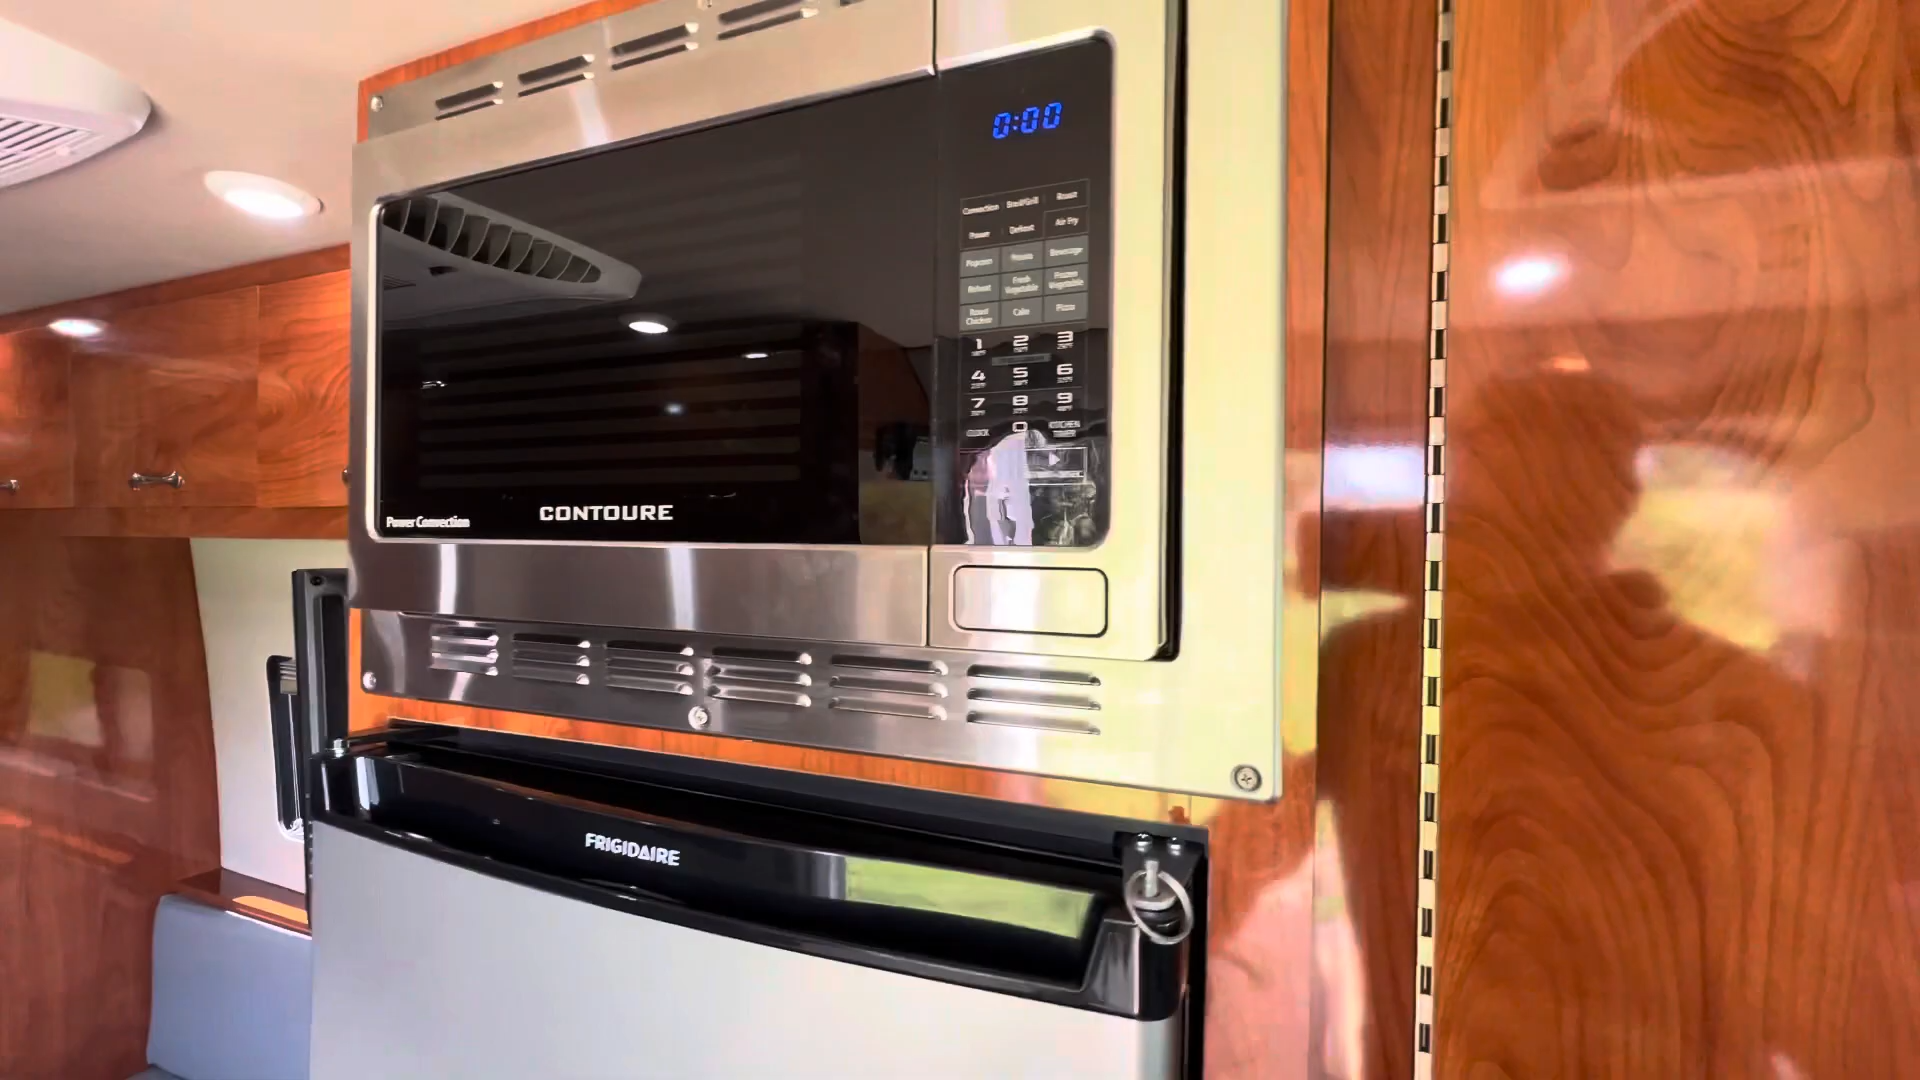 0:00
Convection Broil/Grill Roast
Power Defrost Air Fry
Popcorn Potato Beverage
Reheat Fresh Vegetable Frozen Vegetable
Roast Chicken Cake Pizza
1 2 3
4 5 6
7 8 9
CLOCK 0 KITCHEN TIMER
Power Convection
CONTOURE
FRIGIDAIRE